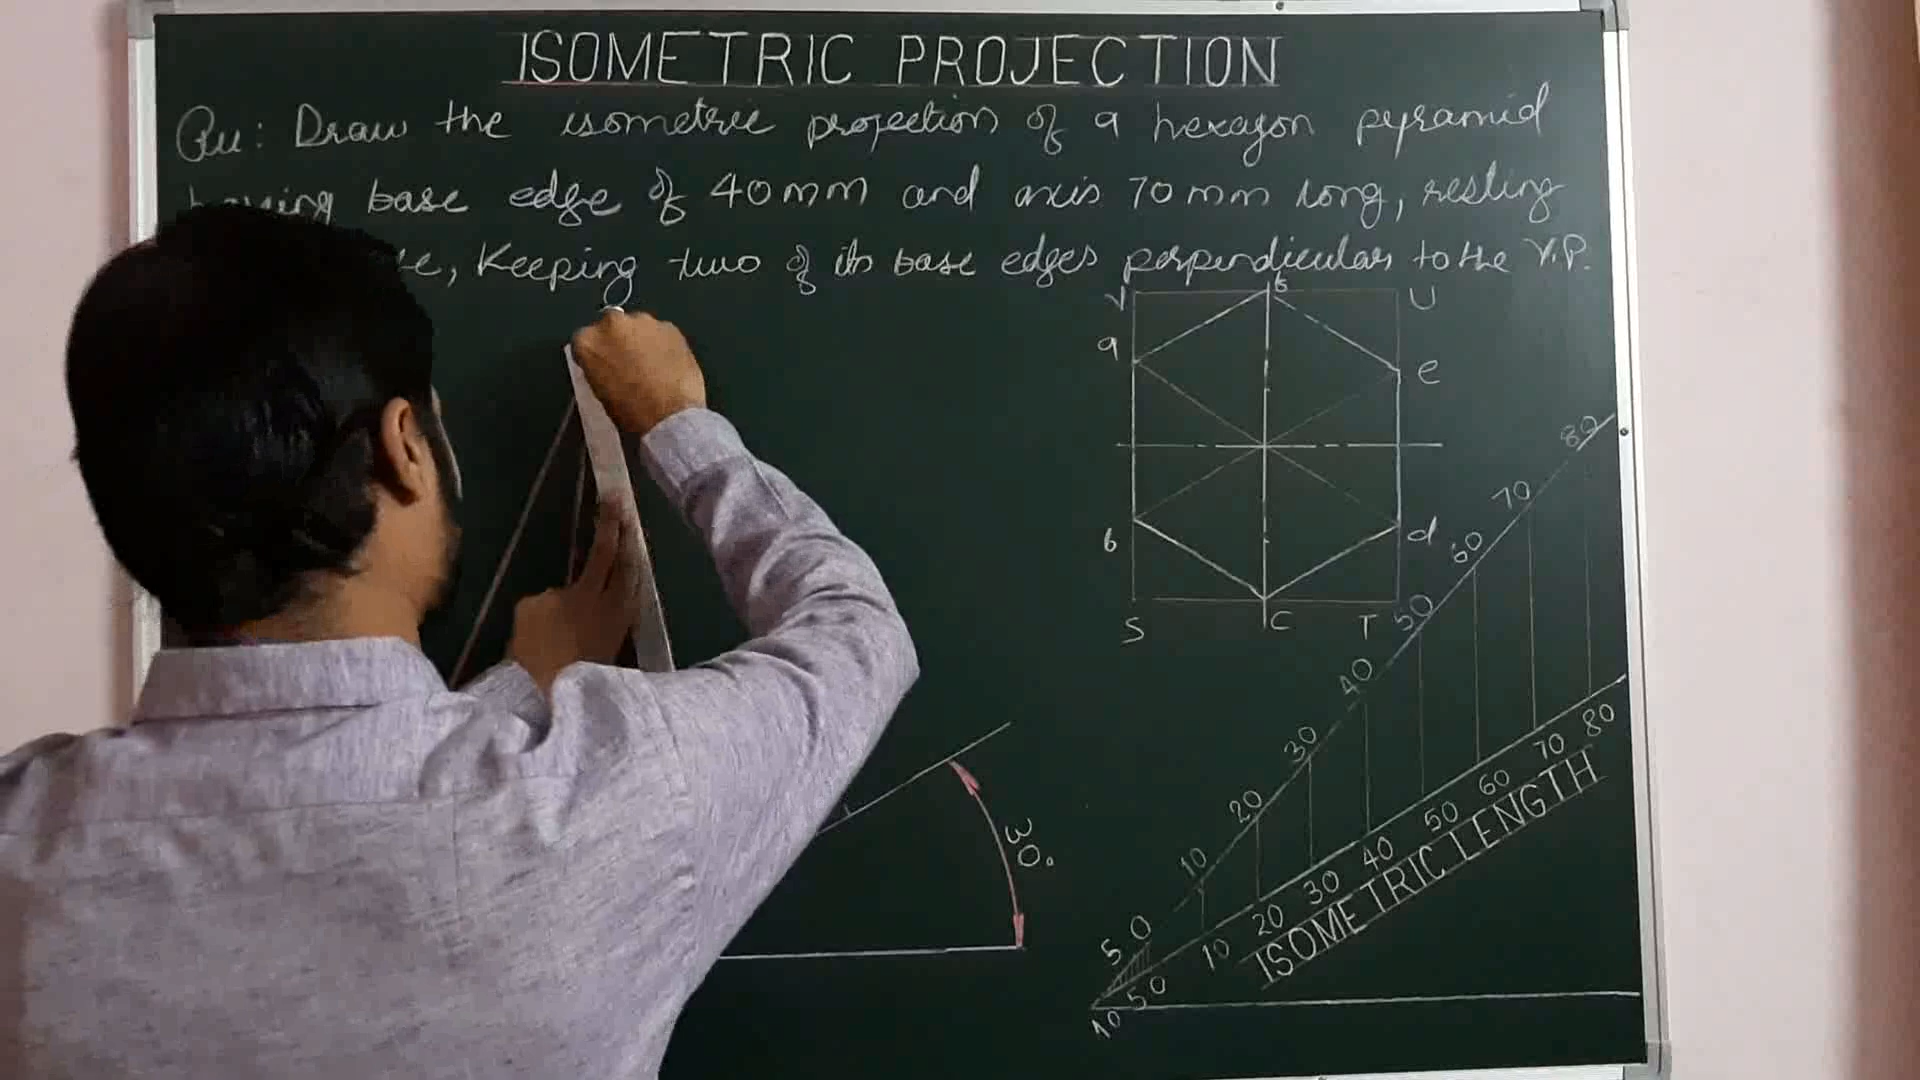 ISOMETRIC PROJECTION
Qu: Draw the isometric projection of a hexagon pyramid
base edge of 40mm and axis 70mm long, resting
Keeping two of its base edges perpendicular to the V.P.
V f U
a e
b d
S C T
80
70
60
50
40
30
20
10
0
5
10 5 0 10 20 30 40 50 60 70 80
ISOMETRIC LENGTH
30°